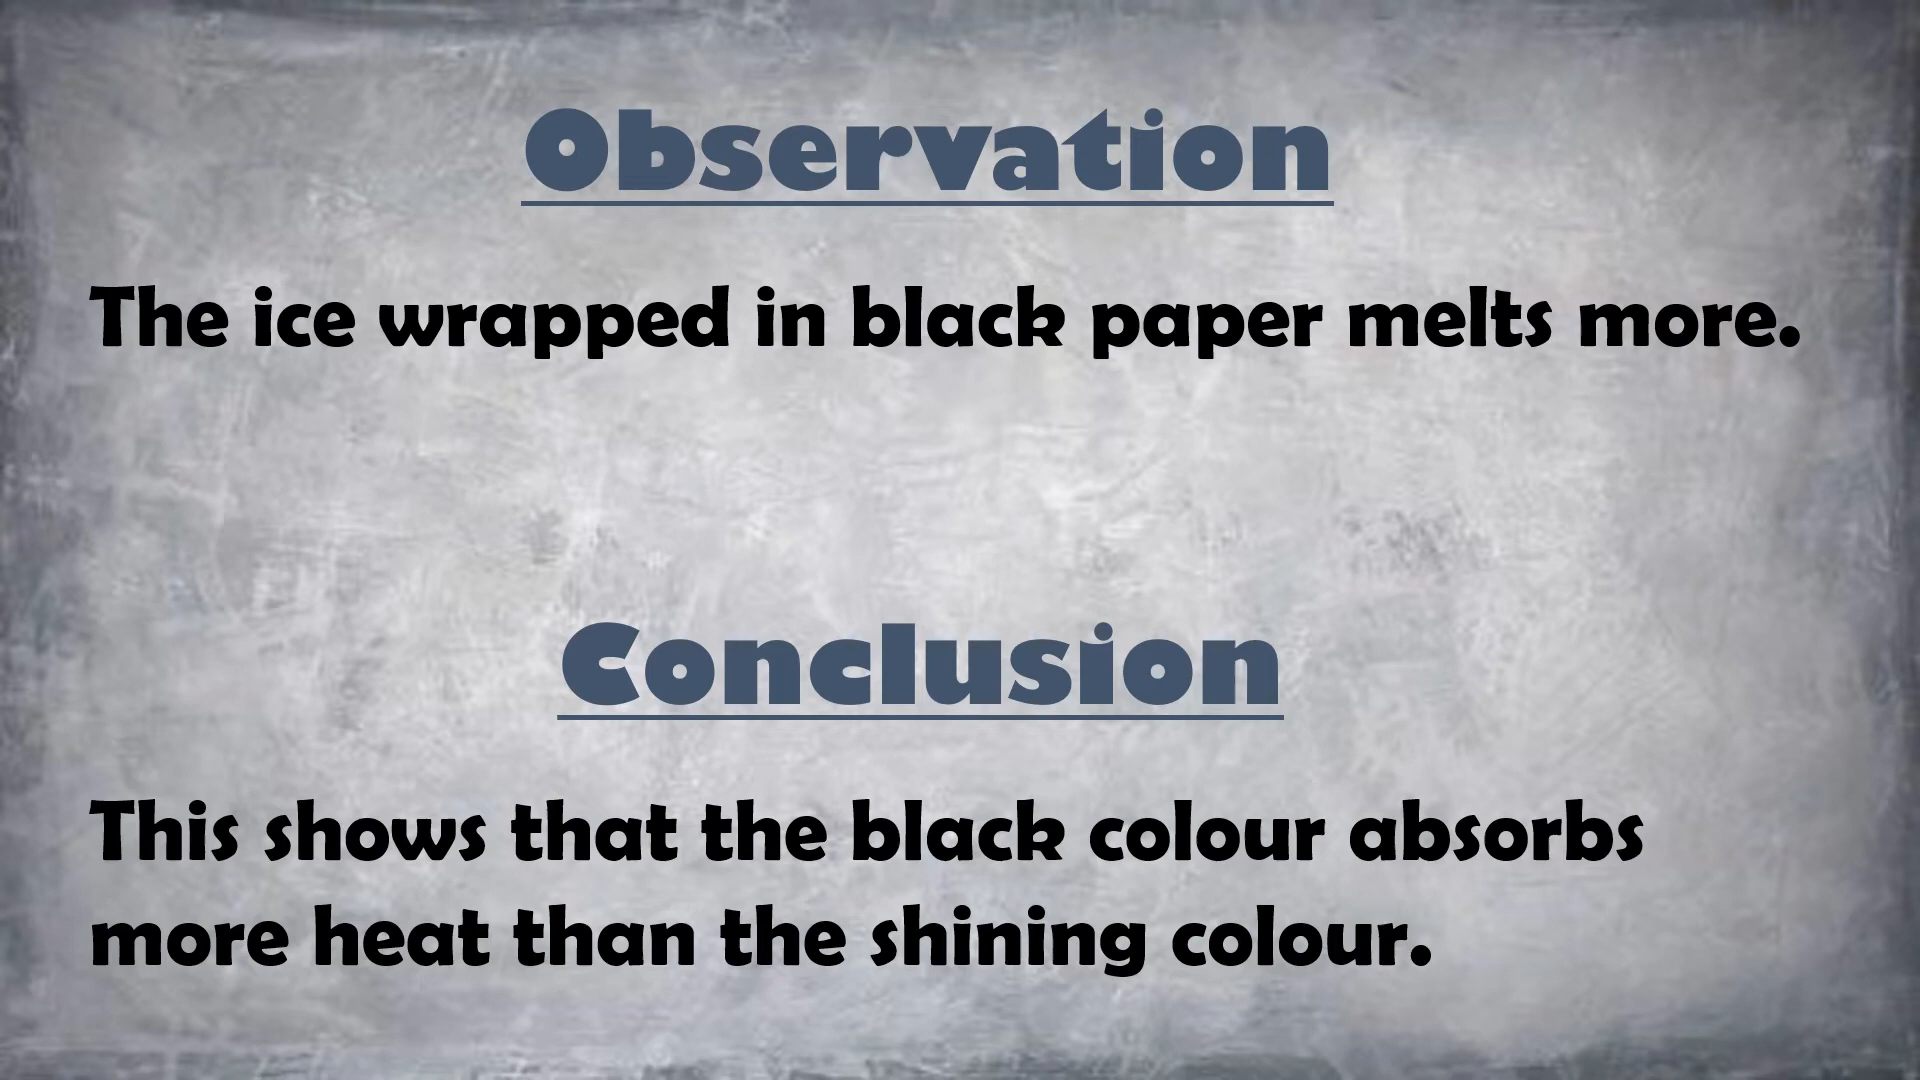 Observation
The ice wrapped in black paper melts more.
Conclusion
This shows that the black colour absorbs
more heat than the shining colour.